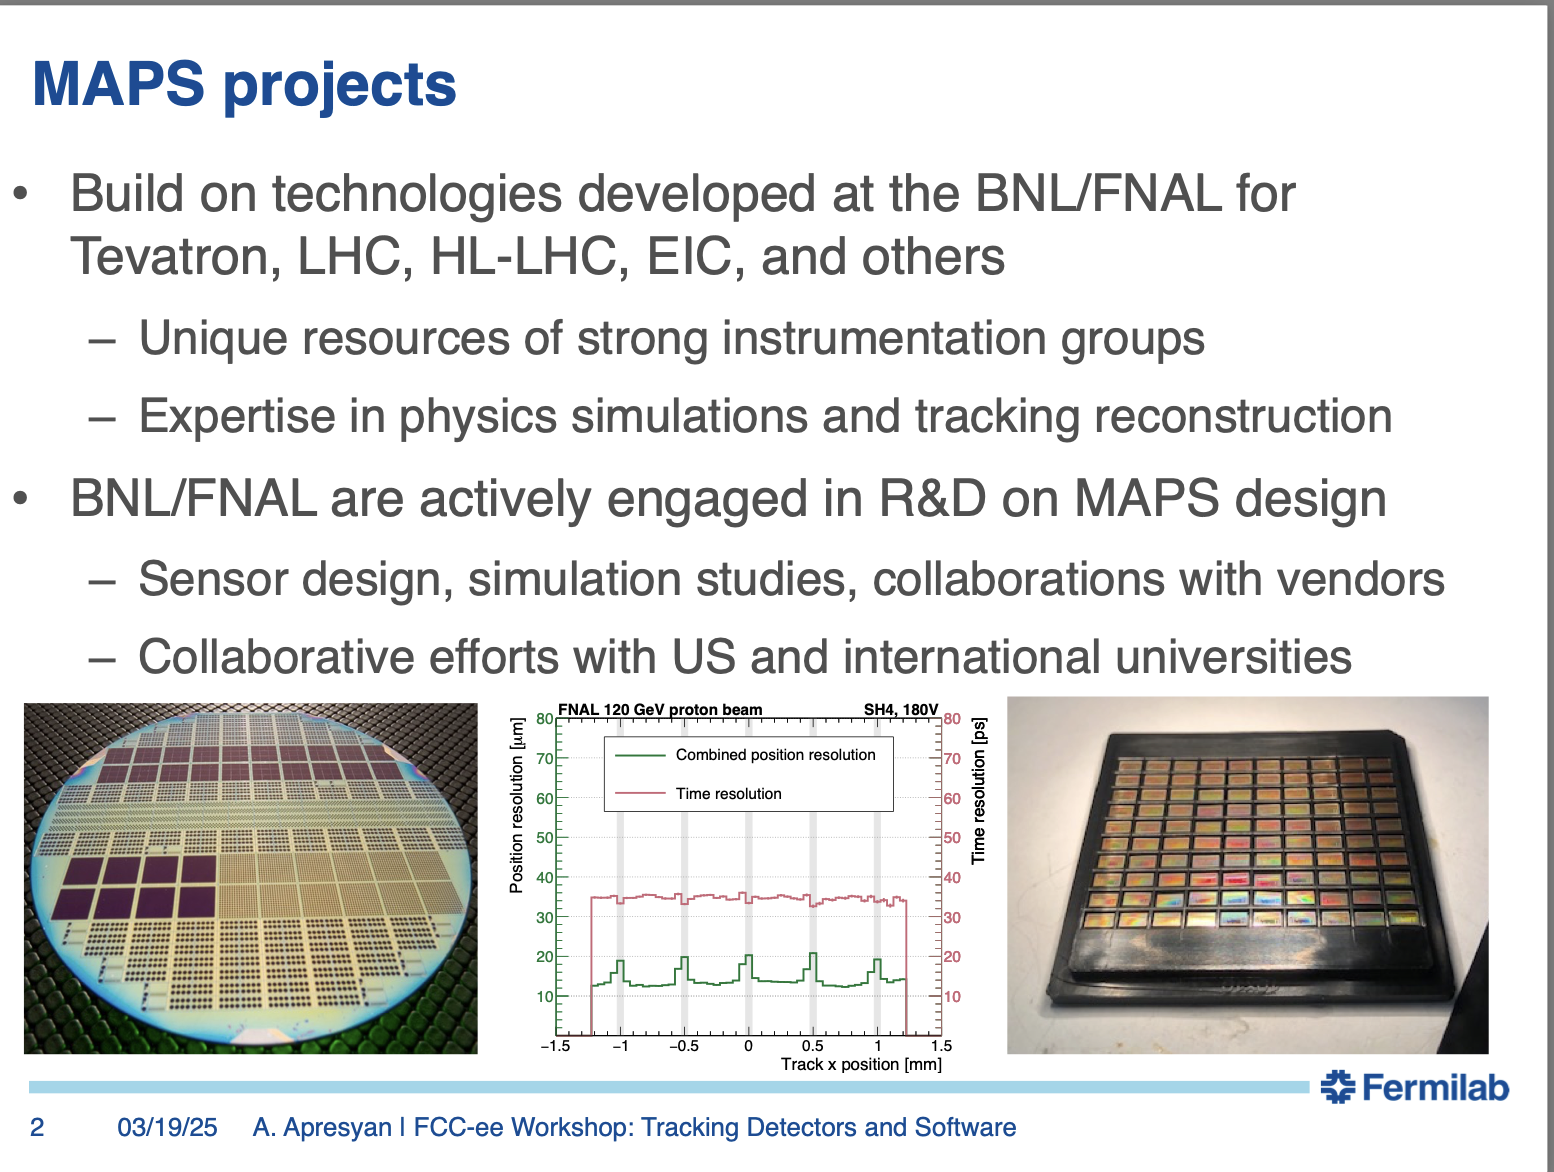 MAPS projects
• Build on technologies developed at the BNL/FNAL for
Tevatron, LHC, HL-LHC, EIC, and others
– Unique resources of strong instrumentation groups
– Expertise in physics simulations and tracking reconstruction
• BNL/FNAL are actively engaged in R&D on MAPS design
– Sensor design, simulation studies, collaborations with vendors
– Collaborative efforts with US and international universities
FNAL 120 GeV proton beam SH4, 180V
Combined position resolution
Time resolution
Position resolution [μm]
80
70
60
50
40
30
20
10
Time resolution [ps]
80
70
60
50
40
30
20
10
−1.5 −1 −0.5 0 0.5 1 1.5
Track x position [mm]
Fermilab
2 03/19/25 A. Apresyan | FCC-ee Workshop: Tracking Detectors and Software